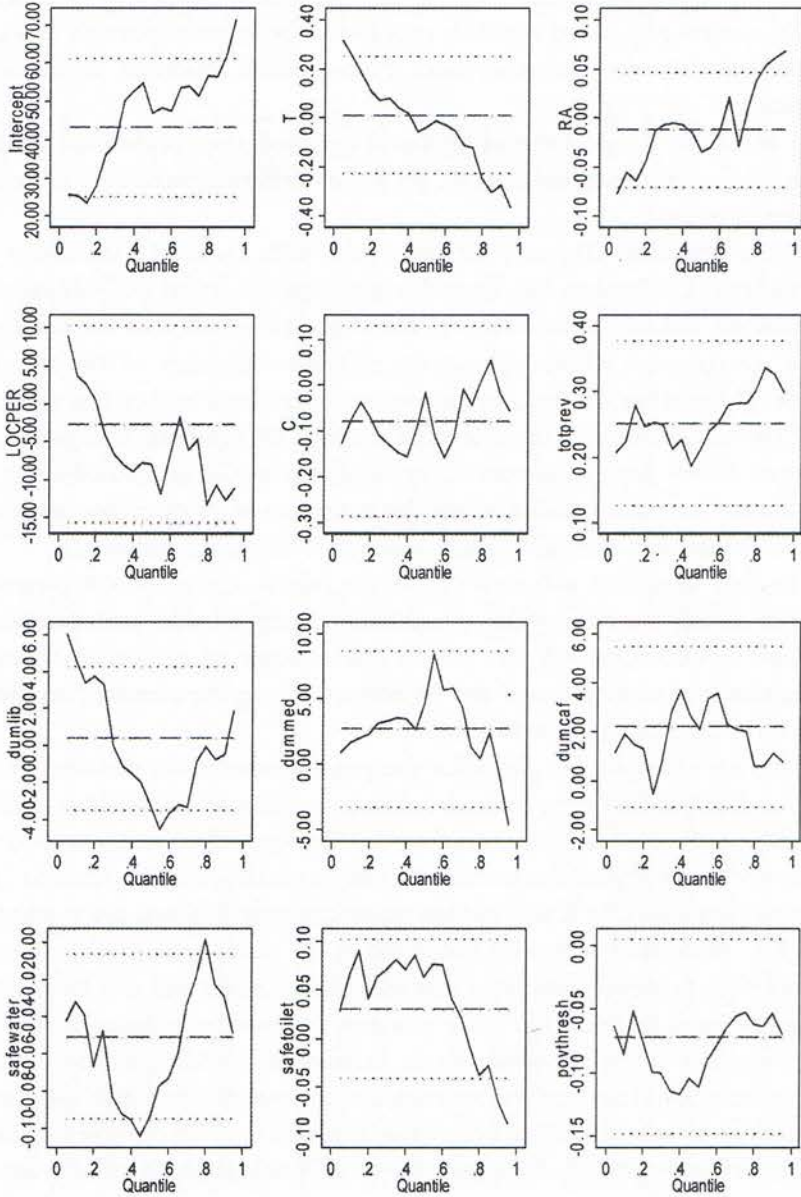 Intercept
20.00 30.00 40.00 50.00 60.00 70.00
0 .2 .4 .6 .8 1
Quantile
T
-0.40 -0.20 0.00 0.20 0.40
0 .2 .4 .6 .8 1
Quantile
RA
-0.10 -0.05 0.00 0.05 0.10
0 .2 .4 .6 .8 1
Quantile
LOCPER
-15.00 -10.00 -5.00 0.00 5.00 10.00
0 .2 .4 .6 .8 1
Quantile
C
-0.30 -0.20 -0.10 0.00 0.10
0 .2 .4 .6 .8 1
Quantile
totprev
0.10 0.20 0.30 0.40
0 .2 .4 .6 .8 1
Quantile
dumlib
-4.00-2.000.002.004.006.00
0 .2 .4 .6 .8 1
Quantile
dummed
-5.00 0.00 5.00 10.00
0 .2 .4 .6 .8 1
Quantile
dumcaf
-2.00 0.00 2.00 4.00 6.00
0 .2 .4 .6 .8 1
Quantile
safewater
-0.10-0.08-0.06-0.04-0.020.00
0 .2 .4 .6 .8 1
Quantile
safetoilet
-0.10 -0.05 0.00 0.05 0.10
0 .2 .4 .6 .8 1
Quantile
povthresh
-0.15 -0.10 -0.05 0.00
0 .2 .4 .6 .8 1
Quantile